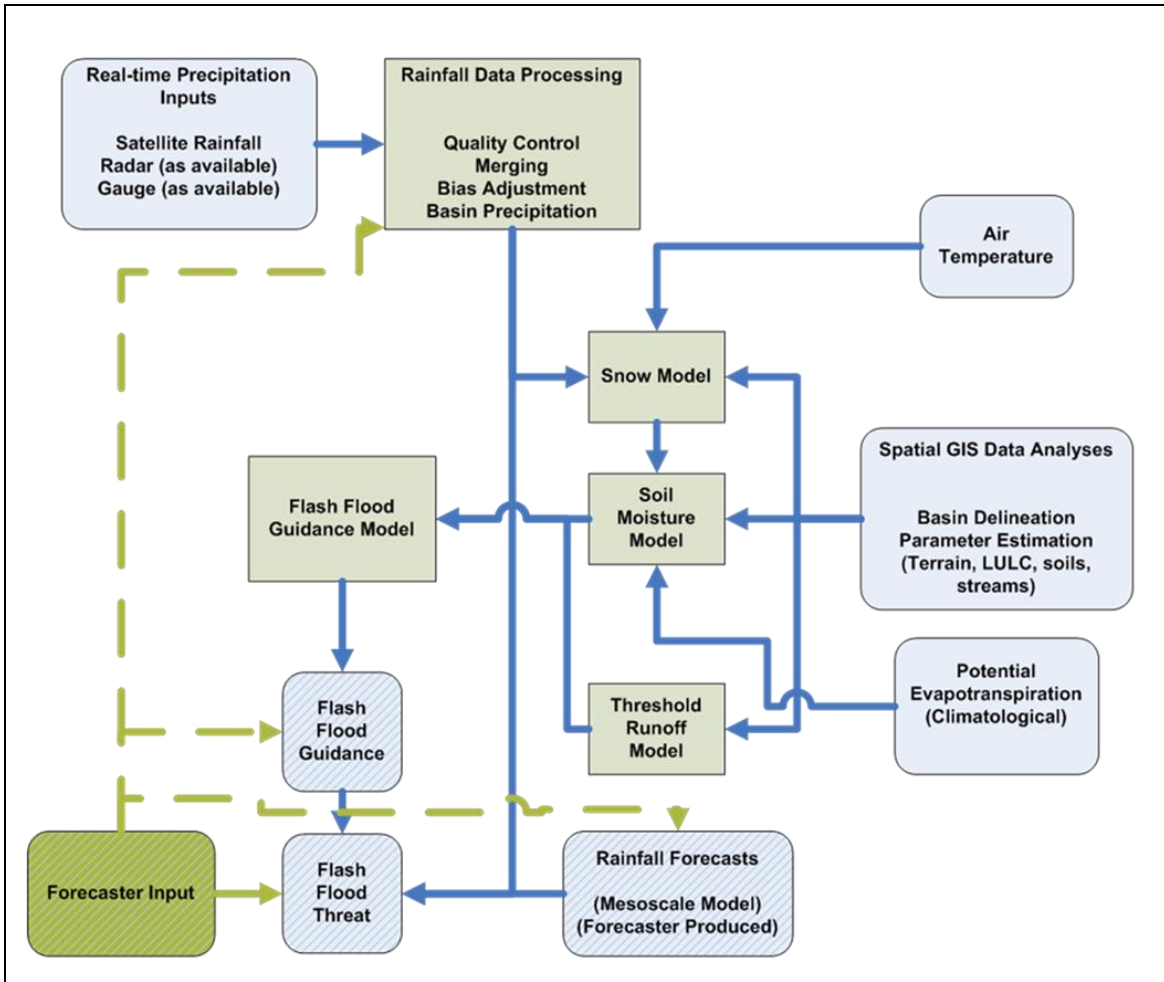 Real-time Precipitation
Inputs
Satellite Rainfall
Radar (as available)
Gauge (as available)
Rainfall Data Processing
Quality Control
Merging
Bias Adjustment
Basin Precipitation
Air
Temperature
Snow Model
Spatial GIS Data Analyses
Basin Delineation
Parameter Estimation
(Terrain, LULC, soils,
streams)
Flash Flood
Guidance Model
Soil
Moisture
Model
Potential
Evapotranspiration
(Climatological)
Flash
Flood
Guidance
Threshold
Runoff
Model
Forecaster Input
Flash
Flood
Threat
Rainfall Forecasts
(Mesoscale Model)
(Forecaster Produced)